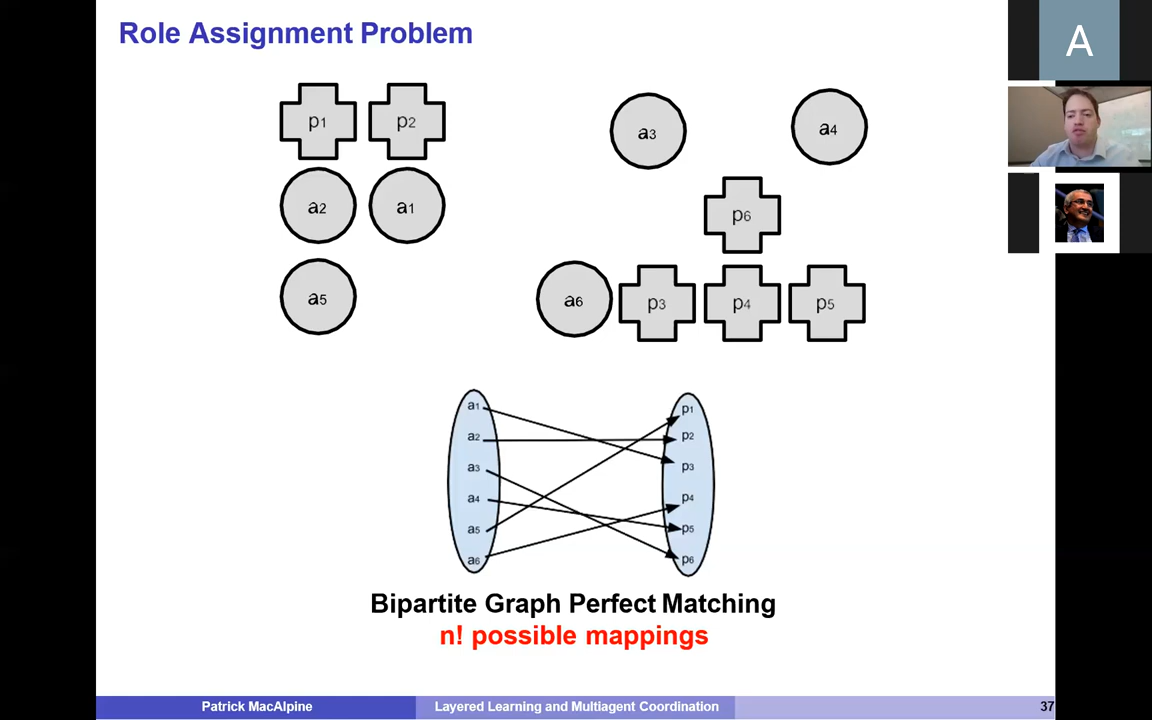 Role Assignment Problem
A
p1 p2 a3 a4
a2 a1 p6
a5 a6 p3 p4 p5
a1 p1
a2 p2
a3 p3
a4 p4
a5 p5
a6 p6
Bipartite Graph Perfect Matching
n! possible mappings
Patrick MacAlpine Layered Learning and Multiagent Coordination 37